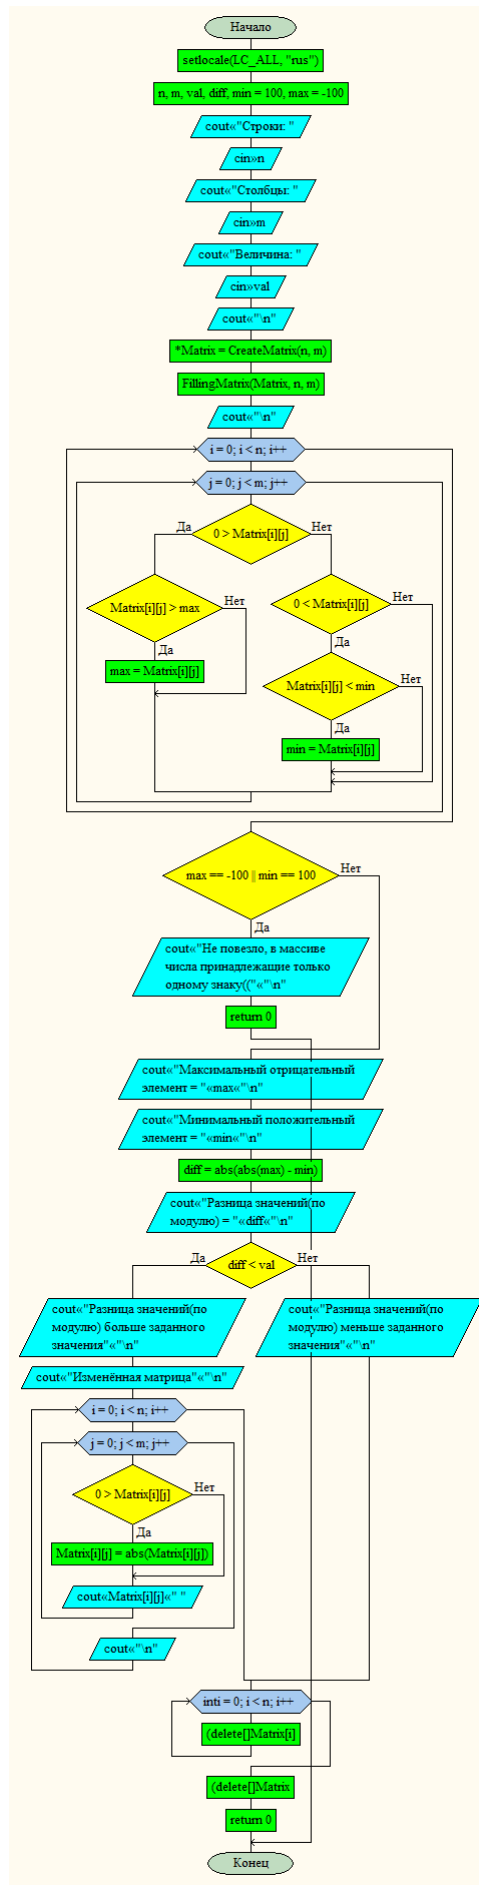 Начало
setlocale(LC_ALL, "rus")
n, m, val, diff, min = 100, max = -100
cout«"Строки: "
cin»n
cout«"Столбцы: "
cin»m
cout«"Величина: "
cin»val
cout«"\n"
*Matrix = CreateMatrix(n, m)
FillingMatrix(Matrix, n, m)
cout«"\n"
i = 0; i < n; i++
j = 0; j < m; j++
Да
0 > Matrix[i][j]
Нет
Matrix[i][j] > max
Нет
0 < Matrix[i][j]
Нет
Да
max = Matrix[i][j]
Да
Matrix[i][j] < min
Нет
Да
min = Matrix[i][j]
max == -100 || min == 100
Нет
Да
cout«"Не повезло, в массиве
числа принадлежащие только
одному знаку(("«"\n"
return 0
cout«"Максимальный отрицательный
элемент = "«max«"\n"
cout«"Минимальный положительный
элемент = "«min«"\n"
diff = abs(abs(max) - min)
cout«"Разница значений(по
модулю) = "«diff«"\n"
Да
diff < val
Нет
cout«"Разница значений(по
модулю) больше заданного
значения"«"\n"
cout«"Разница значений(по
модулю) меньше заданного
значения"«"\n"
cout«"Изменённая матрица"«"\n"
i = 0; i < n; i++
j = 0; j < m; j++
0 > Matrix[i][j]
Нет
Да
Matrix[i][j] = abs(Matrix[i][j])
cout«Matrix[i][j]«" "
cout«"\n"
inti = 0; i < n; i++
(delete[]Matrix[i]
(delete[]Matrix
return 0
Конец